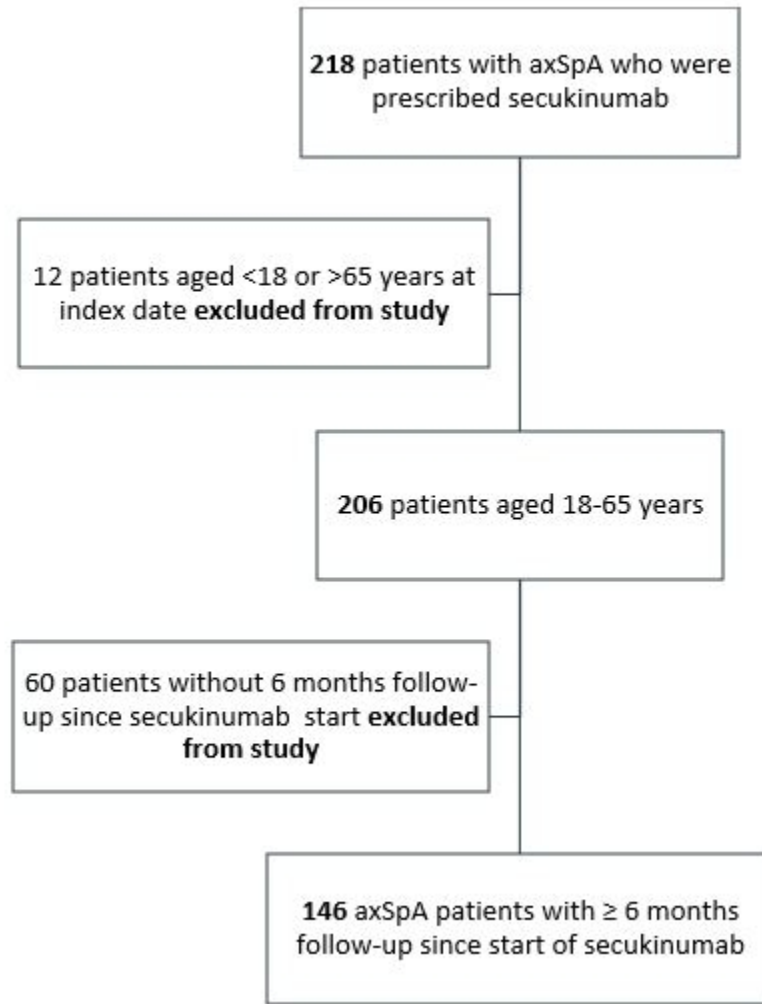 218 patients with axSpA who were
prescribed secukinumab
12 patients aged <18 or >65 years at
index date excluded from study
206 patients aged 18-65 years
60 patients without 6 months follow-
up since secukinumab start excluded
from study
146 axSpA patients with ≥ 6 months
follow-up since start of secukinumab